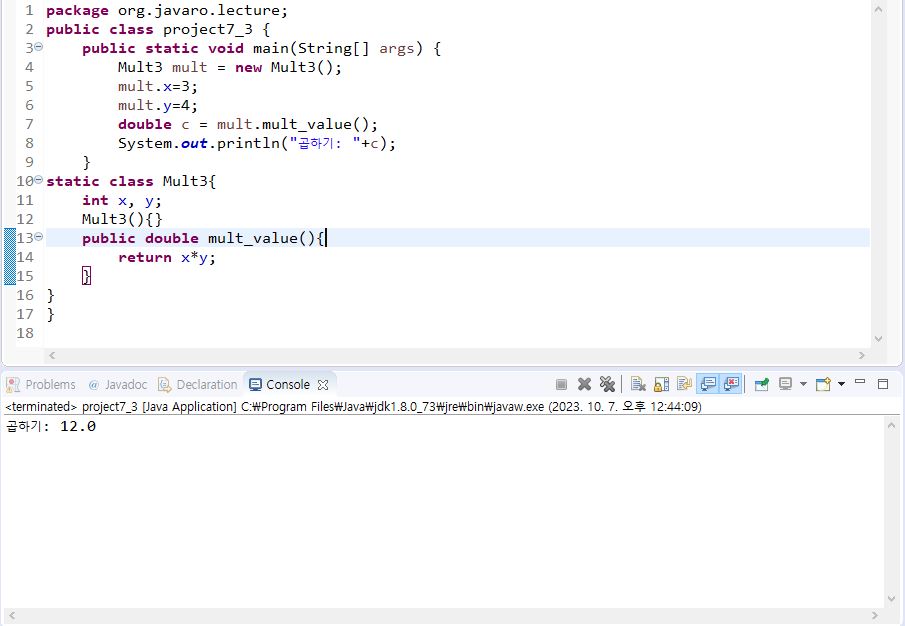 1 package org.javaro.lecture;
2 public class project7_3 {
3 public static void main(String[] args) {
4 Mult3 mult = new Mult3();
5 mult.x=3;
6 mult.y=4;
7 double c = mult.mult_value();
8 System.out.println("곱하기: "+c);
9 }
10 static class Mult3{
11 int x, y;
12 Mult3(){}
13 public double mult_value(){
14 return x*y;
15 }
16 }
17 }
18
Problems @ Javadoc Declaration Console
<terminated> project7_3 [Java Application] C:₩Program Files₩Java₩jdk1.8.0_73₩jre₩bin₩javaw.exe (2023. 10. 7. 오후 12:44:09)
곱하기: 12.0